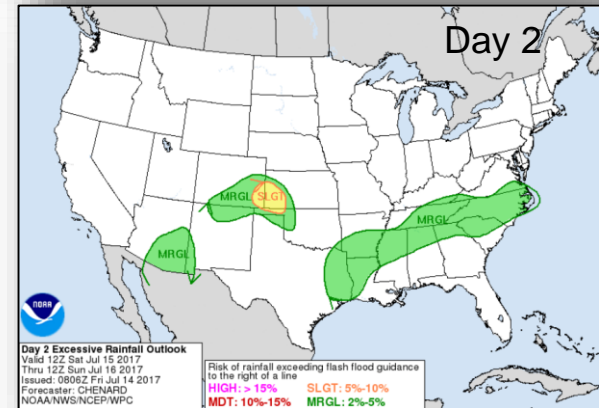 Day 2
MRGL SLGT
MRGL
MRGL
NOAA
Day 2 Excessive Rainfall Outlook
Valid 12Z Sat Jul 15 2017
Thru 12Z Sun Jul 16 2017
Issued: 0806Z Fri Jul 14 2017
Forecaster: CHENARD
NOAA/NWS/NCEP/WPC
Risk of rainfall exceeding flash flood guidance
to the right of a line
HIGH: > 15% SLGT: 5%-10%
MDT: 10%-15% MRGL: 2%-5%